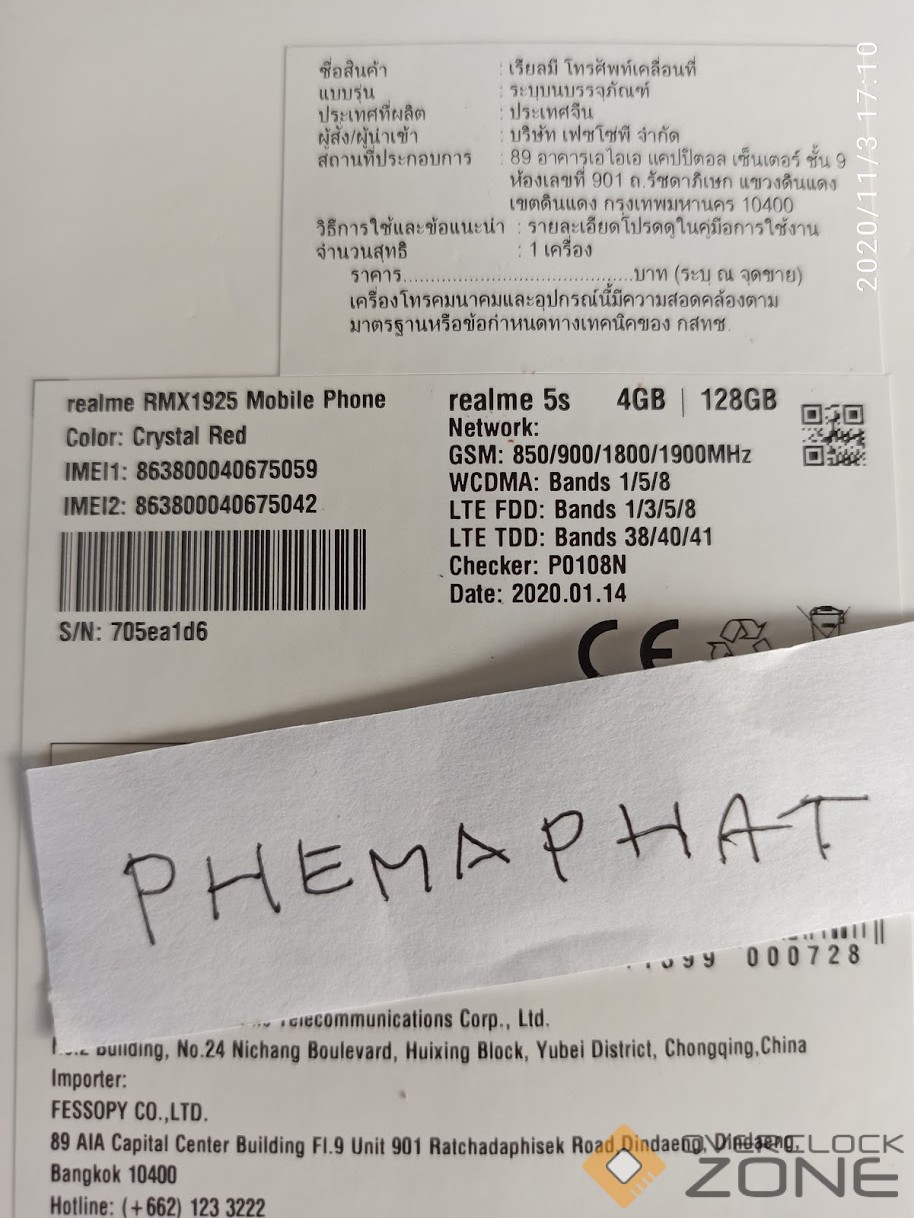 ชื่อสินค้า : เรียลมี โทรศัพท์เคลื่อนที่
แบบรุ่น : ระบุบนบรรจุภัณฑ์
ประเทศที่ผลิต : ประเทศจีน
ผู้สั่ง/ผู้นำเข้า : บริษัท เฟซโซ่พี จำกัด
สถานที่ประกอบการ : 89 อาคารเอไอเอ แคปปิตอล เซ็นเตอร์ ชั้น 9
ห้องเลขที่ 901 ถ.รัชดาภิเษก แขวงดินแดง
เขตดินแดง กรุงเทพมหานคร 10400
วิธีการใช้และข้อแนะนำ : รายละเอียดโปรดดูในคู่มือการใช้งาน
จำนวนสุทธิ : 1 เครื่อง
ราคา........................................บาท (ระบุ ณ จุดขาย)
เครื่องโทรคมนาคมและอุปกรณ์นี้มีความสอดคล้องตาม
มาตรฐานหรือข้อกำหนดทางเทคนิคของ กสทช.
2020/11/3 17:10
realme RMX1925 Mobile Phone
Color: Crystal Red
IMEI1: 863800040675059
IMEI2: 863800040675042
S/N: 705ea1d6
realme 5s 4GB | 128GB
Network:
GSM: 850/900/1800/1900MHz
WCDMA: Bands 1/5/8
LTE FDD: Bands 1/3/5/8
LTE TDD: Bands 38/40/41
Checker: P0108N
Date: 2020.01.14
CE
PHEMAPHAT
000728
Telecommunications Corp., Ltd.
Building, No.24 Nichang Boulevard, Huixing Block, Yubei District, Chongqing,China
Importer:
FESSOPY CO.,LTD.
89 AIA Capital Center Building Fl.9 Unit 901 Ratchadaphisek Road,Dindaeng, Dindaeng,
Bangkok 10400
Hotline: (+662) 123 3222
OVERCLOCK
ZONE